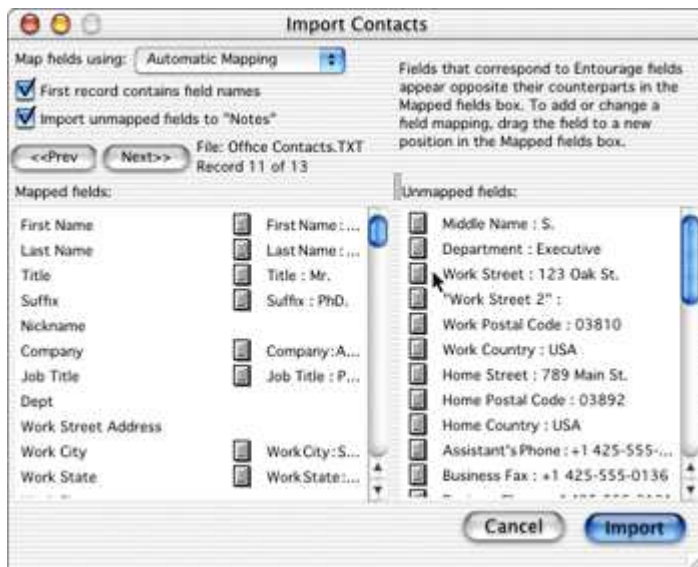 Import Contacts
Map fields using: Automatic Mapping
First record contains field names
Import unmapped fields to "Notes"
<<Prev Next>> File: Office Contacts.TXT
Record 11 of 13
Fields that correspond to Entourage fields
appear opposite their counterparts in the
Mapped fields box. To add or change a
field mapping, drag the field to a new
position in the Mapped fields box.
Mapped fields:
First Name First Name:...
Last Name Last Name:...
Title Title : Mr.
Suffix Suffix : PhD.
Nickname
Company Company:A...
Job Title Job Title : P...
Dept
Work Street Address
Work City WorkCity:S...
Work State WorkState:...
Unmapped fields:
Middle Name : S.
Department : Executive
Work Street : 123 Oak St.
"Work Street 2" :
Work Postal Code : 03810
Work Country : USA
Home Street : 789 Main St.
Home Postal Code : 03892
Home Country : USA
Assistant's Phone : +1 425-555-...
Business Fax : +1 425-555-0136
Cancel Import